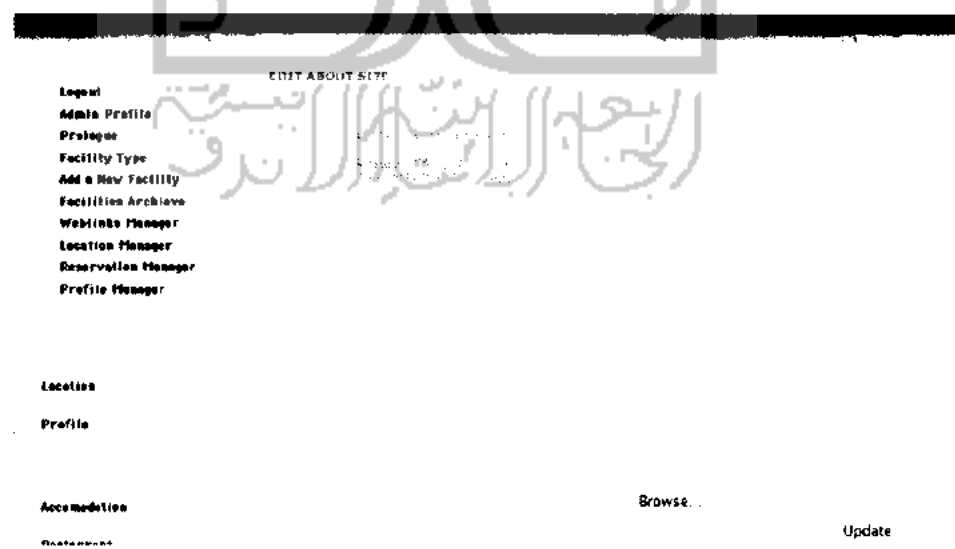 EDIT ABOUT SITE
Logout
Admin Profile
Prologue
Facility Type
Add a New Facility
Facilities Archieve
Weblinks Manager
Location Manager
Reservation Manager
Profile Manager
Location
Profile
Accomodation
Browse...
Restaurant
Update